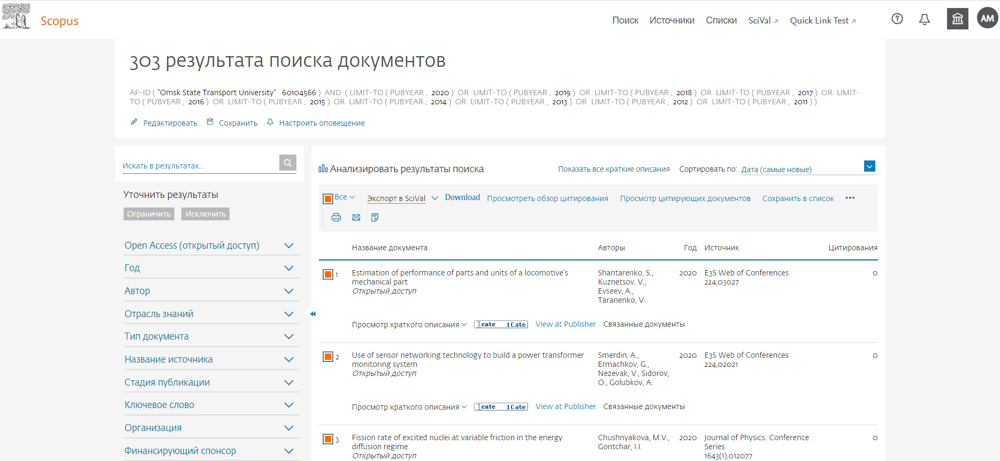 Scopus
Поиск Источники Списки SciVal ↗ Quick Link Test ↗ AM
303 результата поиска документов
AF-ID ( "Omsk State Transport University" 60104566 ) AND ( LIMIT-TO ( PUBYEAR , 2020 ) OR LIMIT-TO ( PUBYEAR , 2019 ) OR LIMIT-TO ( PUBYEAR , 2018 ) OR LIMIT-TO ( PUBYEAR , 2017 ) OR LIMIT-
TO ( PUBYEAR , 2016 ) OR LIMIT-TO ( PUBYEAR , 2015 ) OR LIMIT-TO ( PUBYEAR , 2014 ) OR LIMIT-TO ( PUBYEAR , 2013 ) OR LIMIT-TO ( PUBYEAR , 2012 ) OR LIMIT-TO ( PUBYEAR , 2011 ) )
Редактировать Сохранить Настроить оповещение
Искать в результатах...
Уточнить результаты
Ограничить Исключить
Open Access (открытый доступ)
Год
Автор
Отрасль знаний
Тип документа
Название источника
Стадия публикации
Ключевое слово
Организация
Финансирующий спонсор
Анализировать результаты поиска Показать все краткие описания Сортировать по: Дата (самые новые)
Все Экспорт в SciVal Download Просмотреть обзор цитирования Просмотр цитирующих документов Сохранить в список •••
PDF
Название документа Авторы Год Источник Цитирования
1 Estimation of performance of parts and units of a locomotive's Shantarenko, S., 2020 E3S Web of Conferences 0
mechanical part Kuznetsov, V., 224,03027
Открытый доступ Evseev, A.,
Taranenko, V.
Просмотр краткого описания 1cate 1Cate View at Publisher Связанные документы
2 Use of sensor networking technology to build a power transformer Smerdin, A., 2020 E3S Web of Conferences 0
monitoring system Ermachkov, G., 224,02021
Открытый доступ Nezevak, V., Sidorov,
O., Golubkov, A.
Просмотр краткого описания 1cate 1Cate View at Publisher Связанные документы
3 Fission rate of excited nuclei at variable friction in the energy Chushnyakova, M.V., 2020 Journal of Physics: Conference 0
diffusion regime Gontchar, I.I. Series
Открытый доступ 1643(1),012077